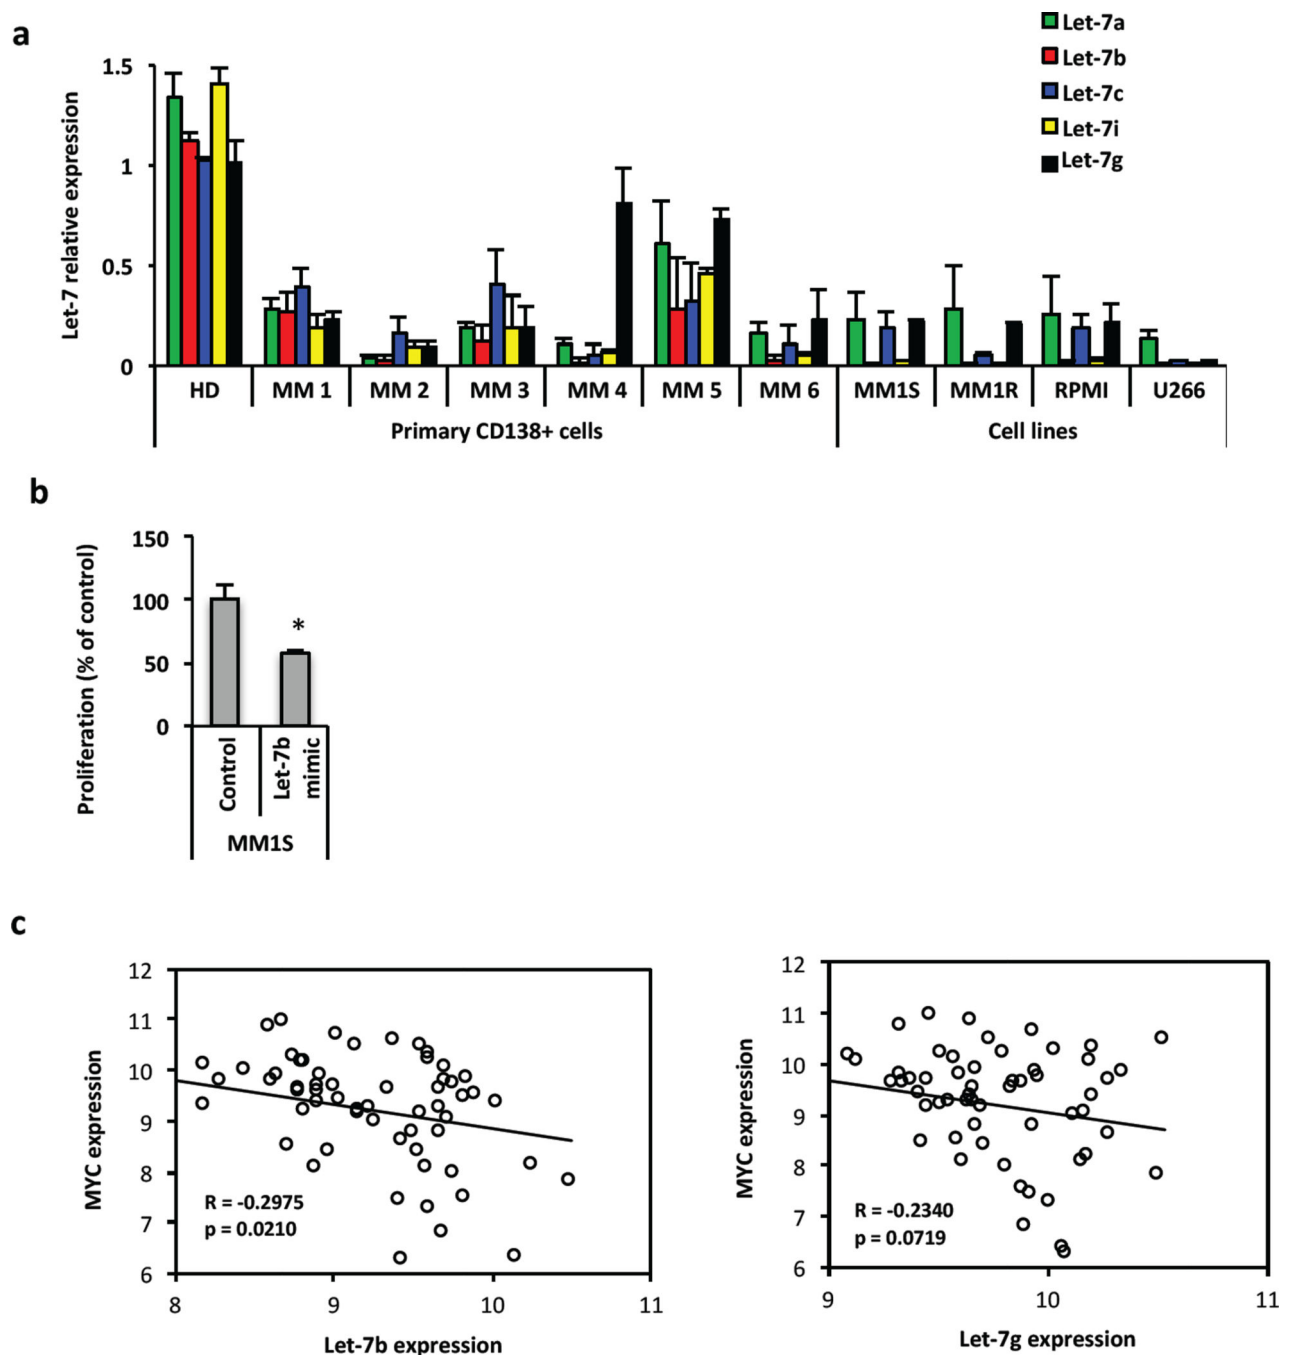 a
Let-7a
Let-7b
Let-7c
Let-7i
Let-7g
Let-7 relative expression
1.5
1
0.5
0
HD MM 1 MM 2 MM 3 MM 4 MM 5 MM 6 MM1S MM1R RPMI U266
Primary CD138+ cells Cell lines
b
Proliferation (% of control)
150
100
50
0
*
Control
Let-7b
mimic
MM1S
c
MYC expression
12
11
10
9
8
7
6
R = -0.2975
p = 0.0210
8 9 10 11
Let-7b expression
MYC expression
12
11
10
9
8
7
6
R = -0.2340
p = 0.0719
9 10 11
Let-7g expression